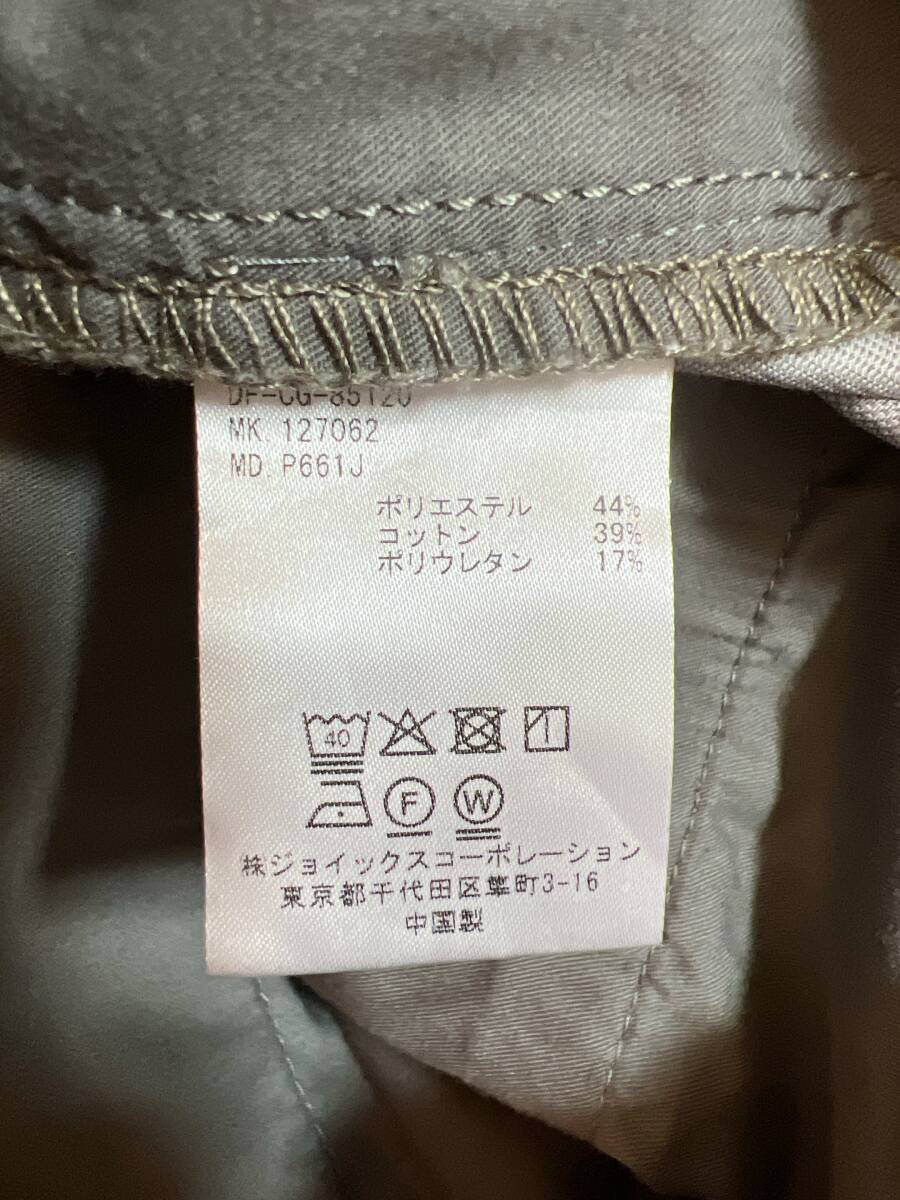 DF-CG-85120
MK. 127062
MD. P661J
ポリエステル 44%
コットン 39%
ポリウレタン 17%
40
F W
株ジョイックスコーポレーション
東京都千代田区隼町3-16
中国製